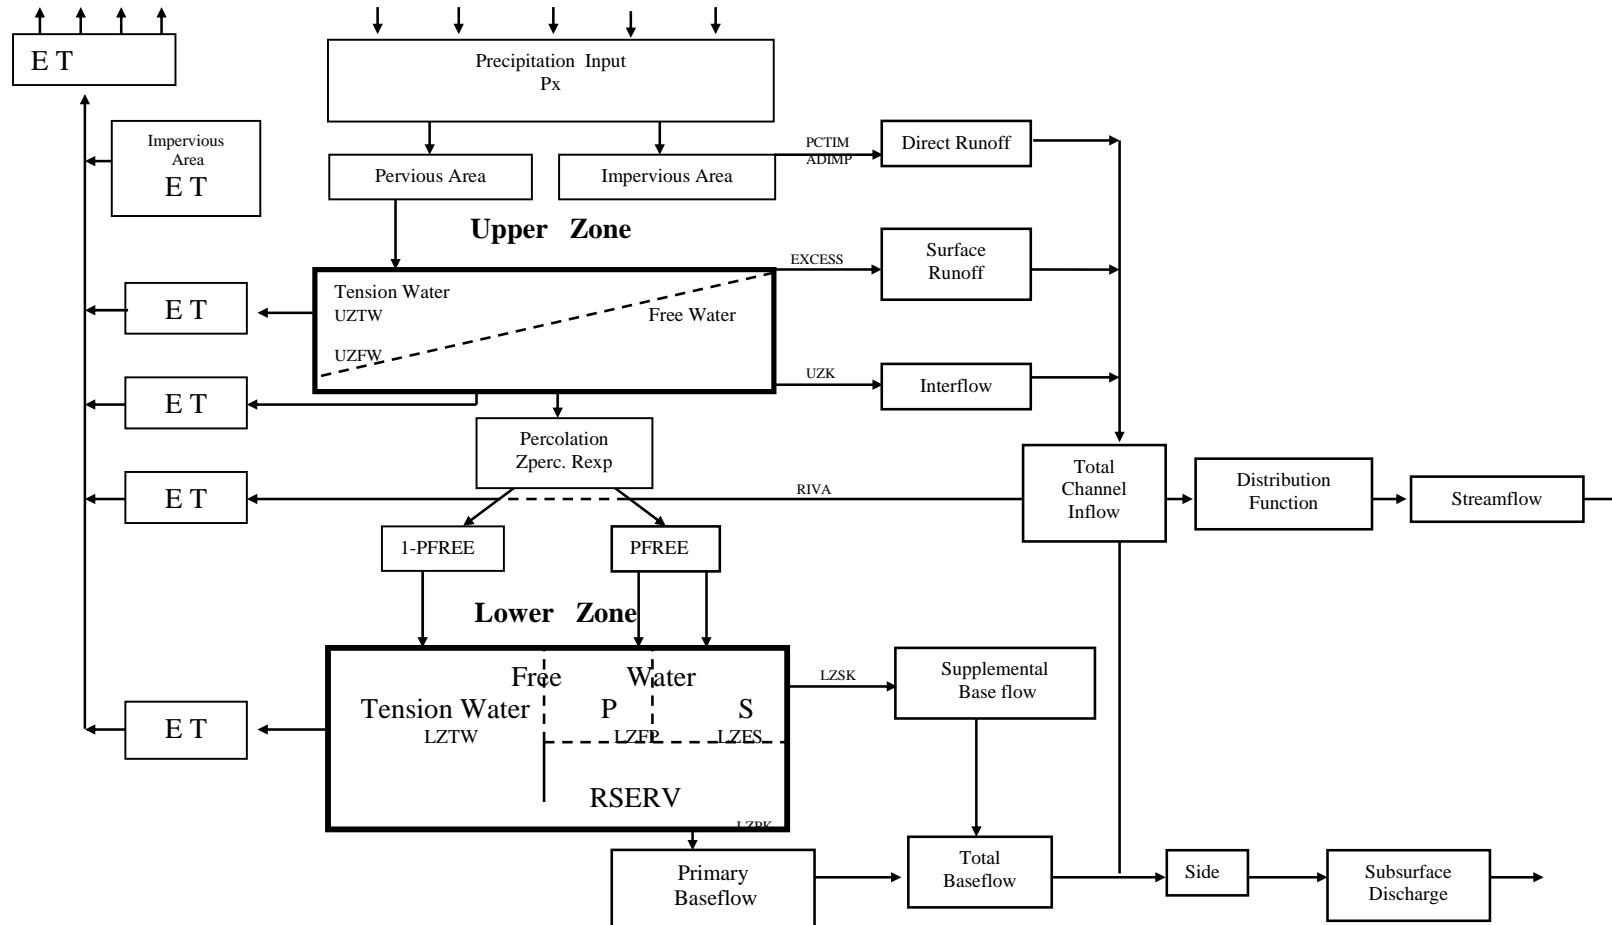 E T
Precipitation Input
Px
Impervious
Area
E T
PCTIM
ADIMP
Direct Runoff
Pervious Area
Impervious Area
Upper Zone
EXCESS
Surface
Runoff
Tension Water
UZTW
Free Water
UZFW
E T
UZK
Interflow
E T
Percolation
Zperc. Rexp
E T
RIVA
Total
Channel
Inflow
Distribution
Function
Streamflow
1-PFREE
PFREE
Lower Zone
Free Water
Tension Water
LZTW
P
LZFP
S
LZFS
LZSK
Supplemental
Base flow
E T
RSERV
LZPK
Primary
Baseflow
Total
Baseflow
Side
Subsurface
Discharge